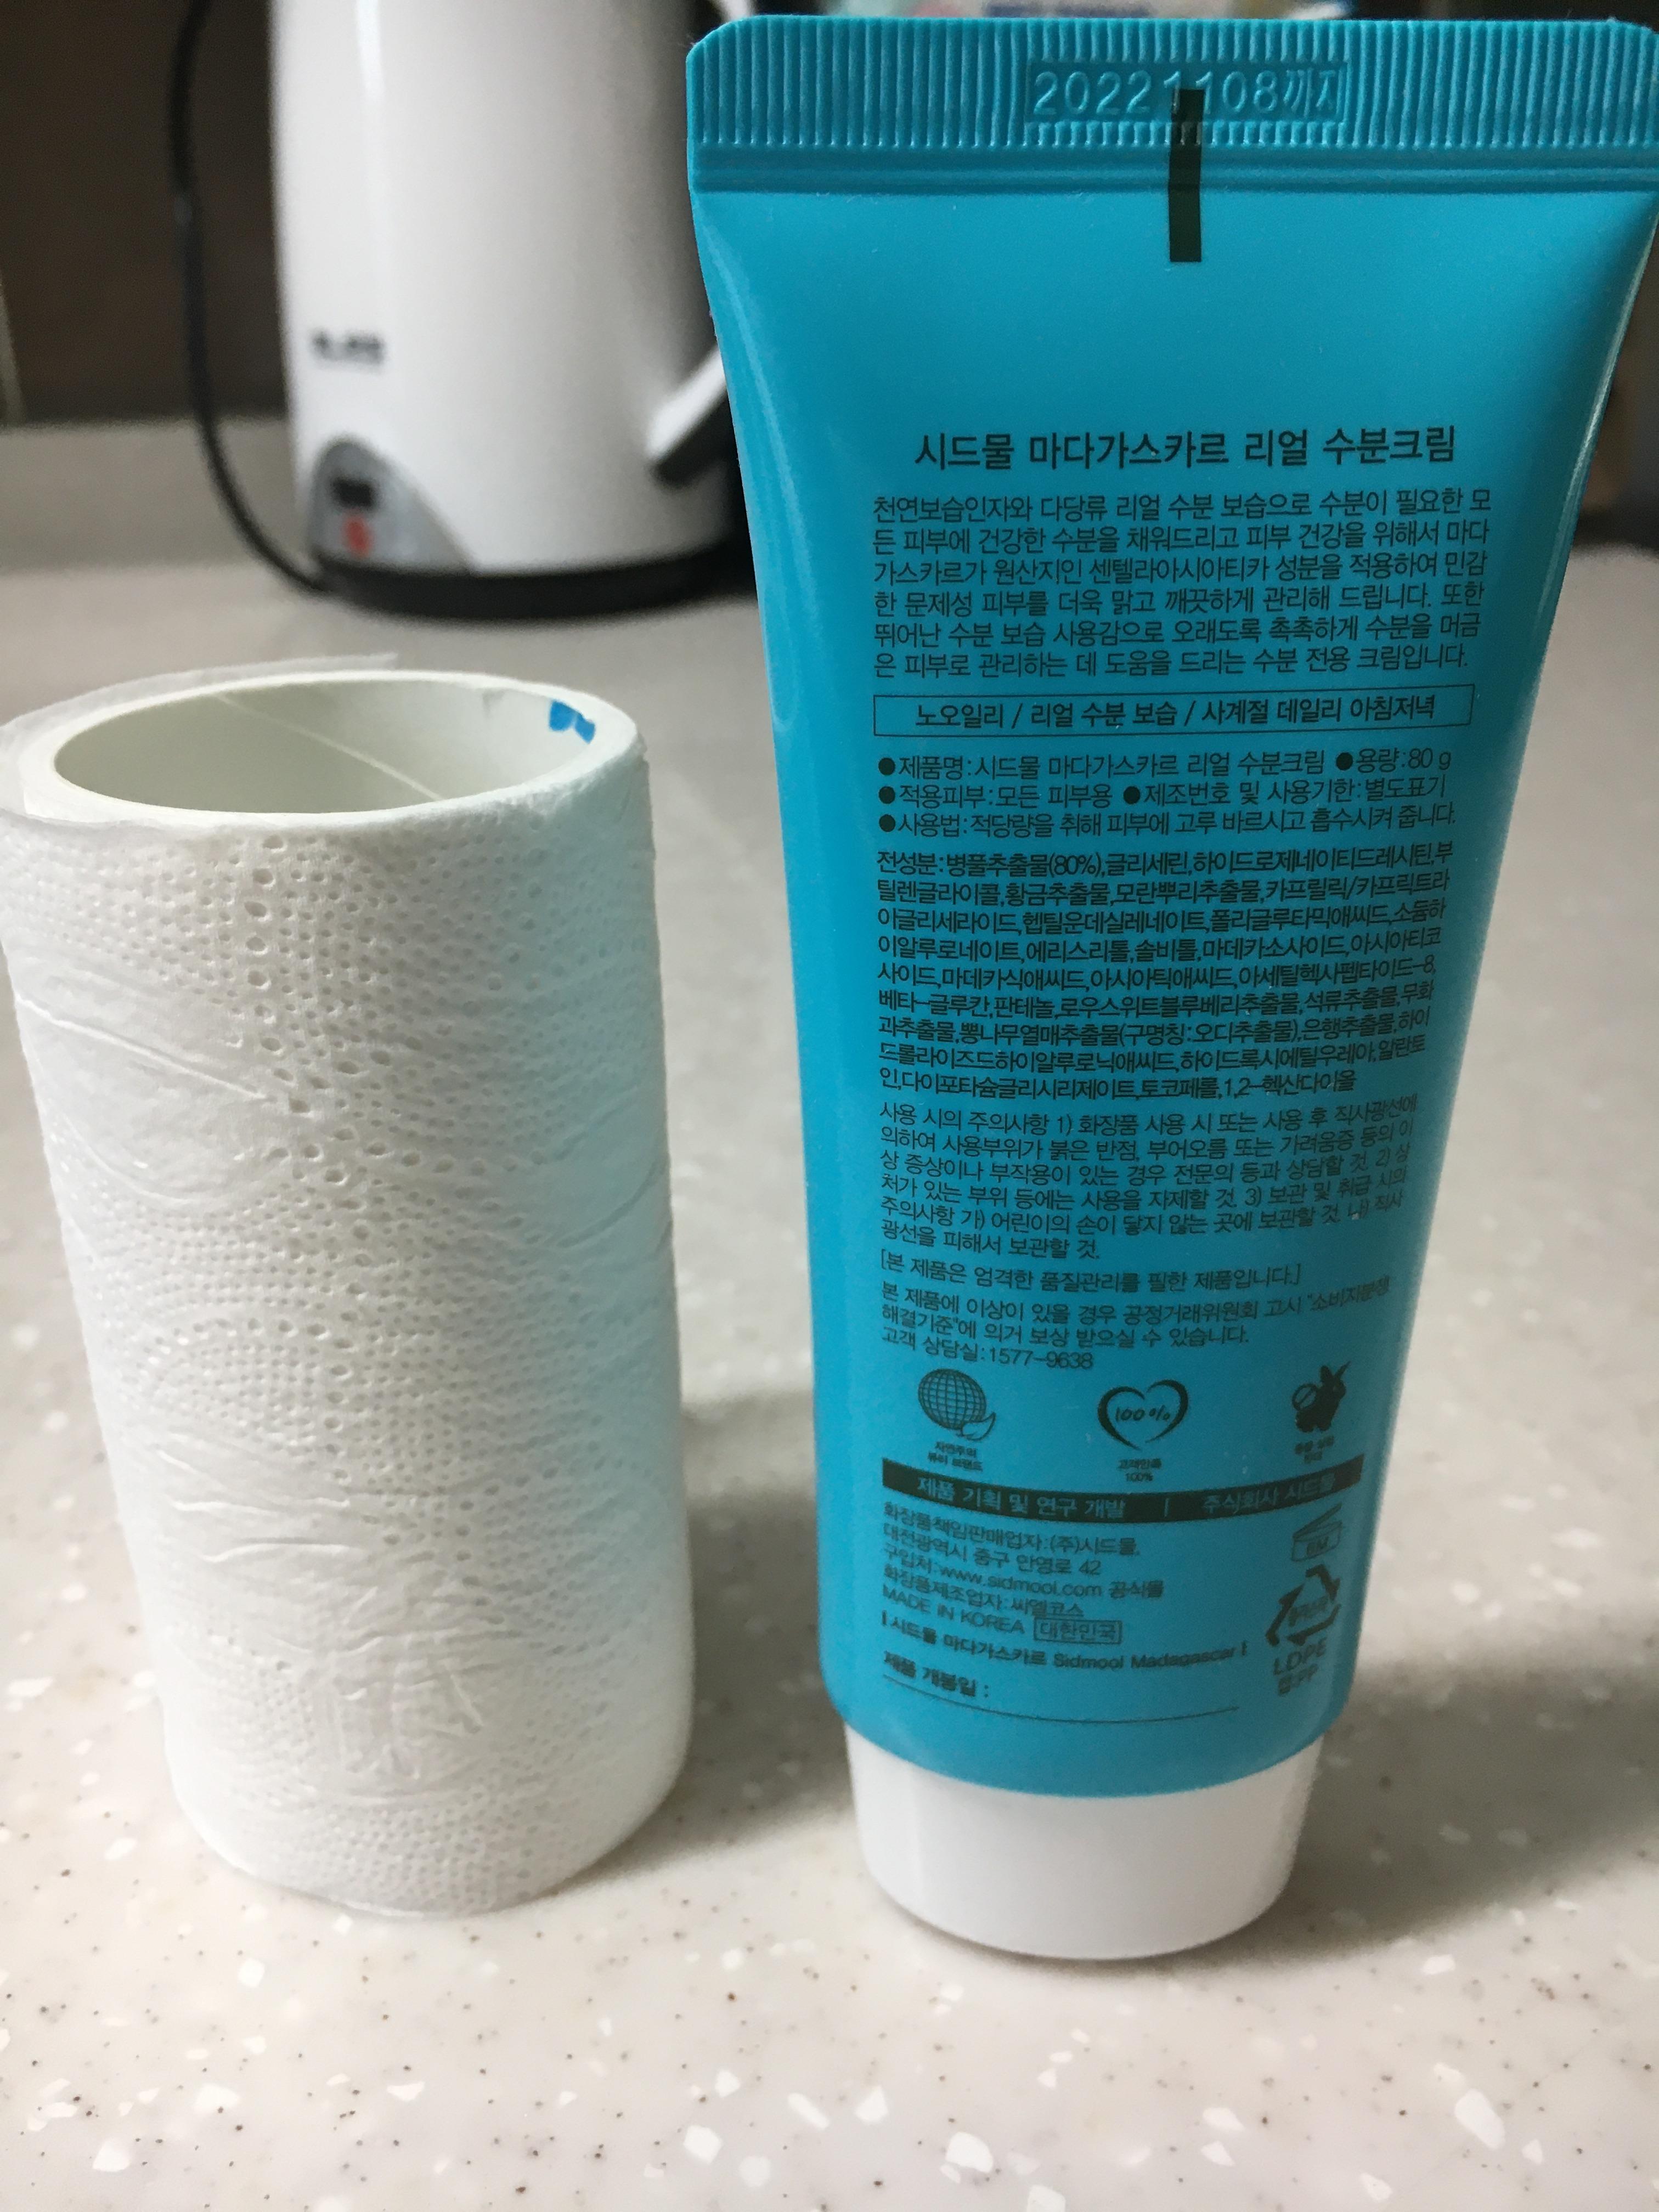 20221108까지
시드물 마다가스카르 리얼 수분크림
천연보습인자와 다당류 리얼 수분 보습으로 수분이 필요한 모
든 피부에 건강한 수분을 채워드리고 피부 건강을 위해서 마다
가스카르가 원산지인 센텔라아시아티카 성분을 적용하여 민감
한 문제성 피부를 더욱 맑고 깨끗하게 관리해 드립니다. 또한
뛰어난 수분 보습 사용감으로 오래도록 촉촉하게 수분을 머금
은 피부로 관리하는 데 도움을 드리는 수분 전용 크림입니다.
노오일리 / 리얼 수분 보습 / 사계절 데일리 아침저녁
●제품명:시드물 마다가스카르 리얼 수분크림 ●용량:80 g
●적용피부:모든 피부용 ●제조번호 및 사용기한:별도표기
●사용법:적당량을 취해 피부에 고루 바르시고 흡수시켜 줍니다.
전성분:병풀추출물(80%),글리세린,하이드로제네이티드레시틴,부
틸렌글라이콜,황금추출물,모란뿌리추출물,카프릴릭/카프릭트라
이글리세라이드,헵틸운데실레네이트,폴리글루타믹애씨드,소듐하
이알루로네이트,에리스리톨,솔비톨,마데카소사이드,아시아티코
사이드,마데카식애씨드,아시아틱애씨드,아세틸헥사펩타이드-8,
베타-글루칸,판테놀,로우스위트블루베리추출물,석류추출물,무화
과추출물,뽕나무열매추출물(구명칭:오디추출물),은행추출물,하이
드롤라이즈드하이알루로닉애씨드,하이드록시에틸우레아,알란토
인,다이포타슘글리시리제이트,토코페롤,1,2-헥산다이올
사용 시의 주의사항 1) 화장품 사용 시 또는 사용 후 직사광선에
의하여 사용부위가 붉은 반점, 부어오름 또는 가려움증 등의 이
상 증상이나 부작용이 있는 경우 전문의 등과 상담할 것. 2) 상
처가 있는 부위 등에는 사용을 자제할 것. 3) 보관 및 취급 시의
주의사항 가) 어린이의 손이 닿지 않는 곳에 보관할 것. 나) 직사
광선을 피해서 보관할 것.
[본 제품은 엄격한 품질관리를 필한 제품입니다.]
본 제품에 이상이 있을 경우 공정거래위원회 고시 "소비자분쟁
해결기준"에 의거 보상 받으실 수 있습니다.
고객 상담실:1577-9638
100%
자연주의
뷰티 브랜드
고객만족
100%
동물 실험
반대
제품 기획 및 연구 개발 | 주식회사 시드물
화장품책임판매업자:(주)시드물,
대전광역시 중구 안영로 42
구입처:www.sidmool.com 공식몰
화장품제조업자:씨엘코스
MADE IN KOREA 대한민국
| 시드물 마다가스카르 Sidmool Madagascar |
제품 개봉일 :
6M
LDPE
캡:PP